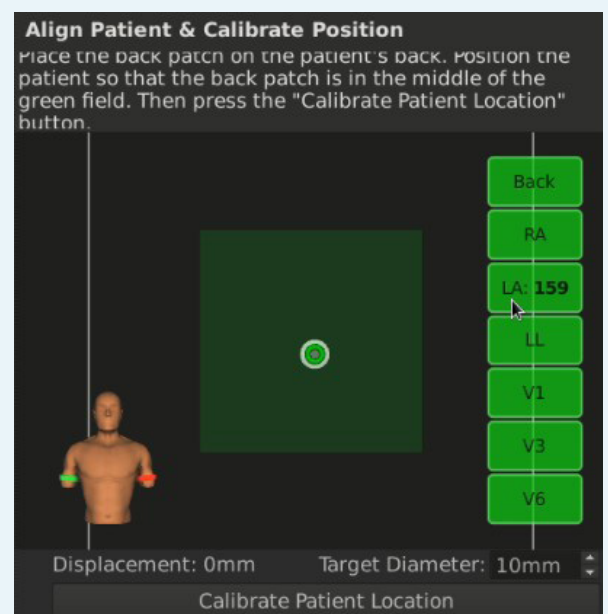 Align Patient & Calibrate Position
Place the back patch on the patient's back. Position the
patient so that the back patch is in the middle of the
green field. Then press the "Calibrate Patient Location"
button.
Back
RA
LA: 159
LL
V1
V3
V6
Displacement: 0mm
Target Diameter: 10mm
Calibrate Patient Location